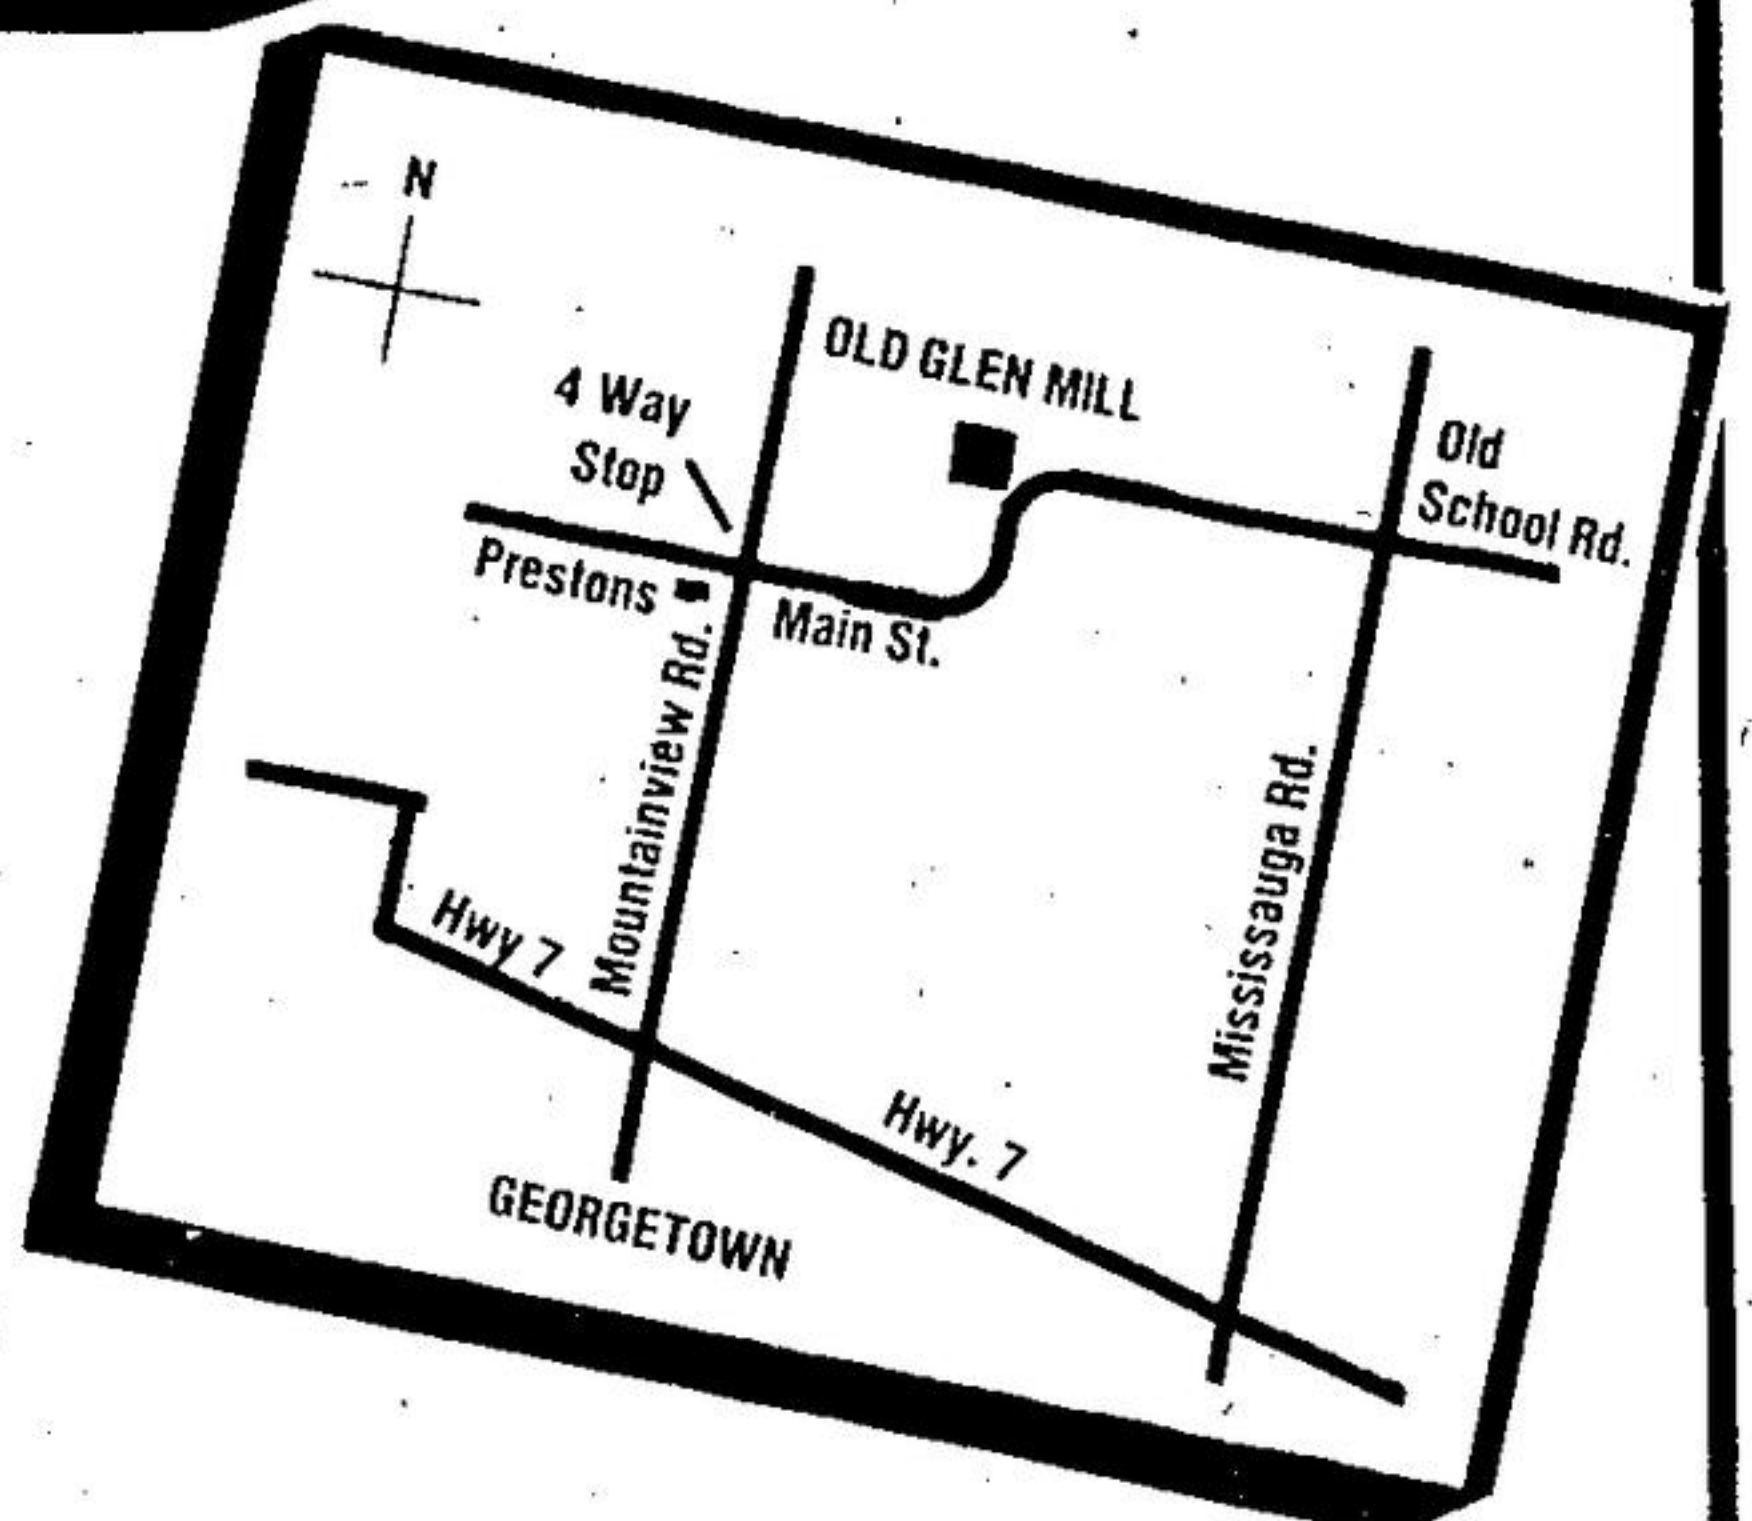 N
OLD GLEN MILL
4 Way
Stop
Old
School Rd.
Prestons
Main St.
Mountainview Rd.
Mississauga Rd.
Hwy 7
Hwy. 7
GEORGETOWN